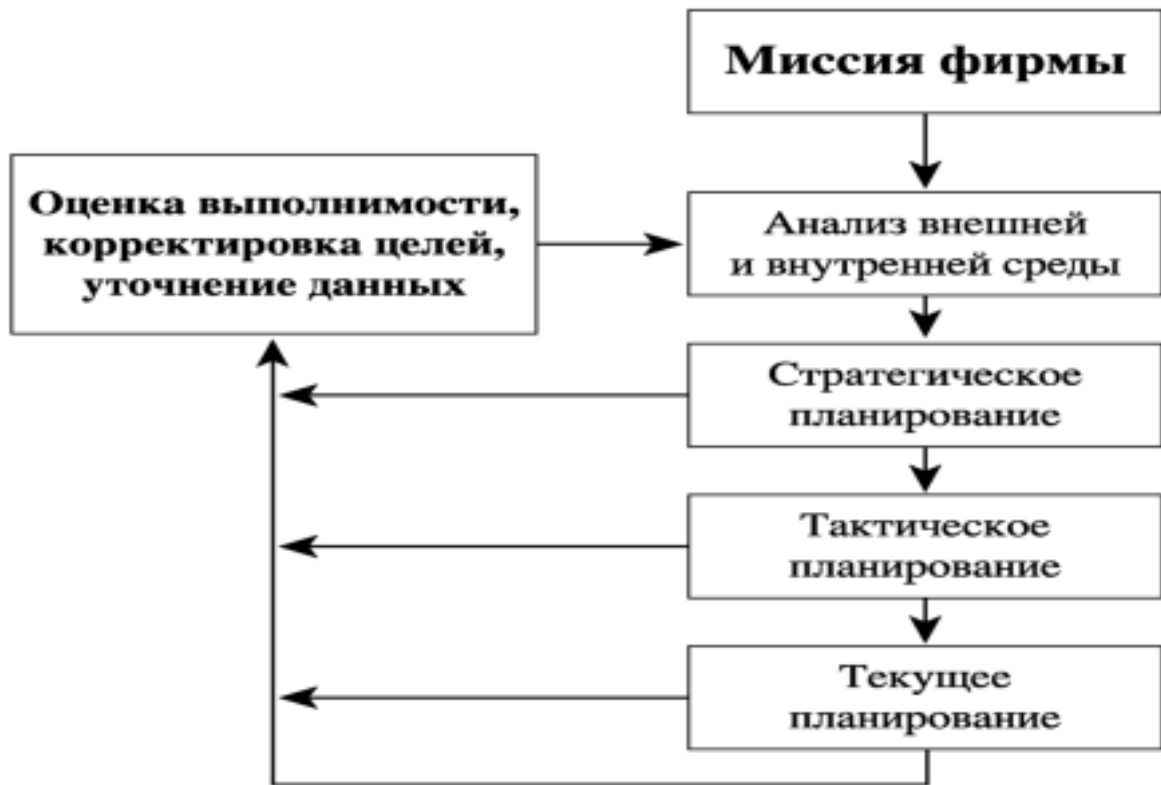 Миссия фирмы
Оценка выполнимости,
корректировка целей,
уточнение данных
Анализ внешней
и внутренней среды
Стратегическое
планирование
Тактическое
планирование
Текущее
планирование